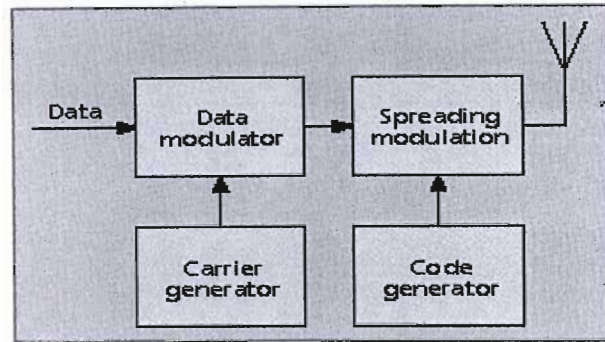 Data
Data
modulator
Spreading
modulation
Carrier
generator
Code
generator